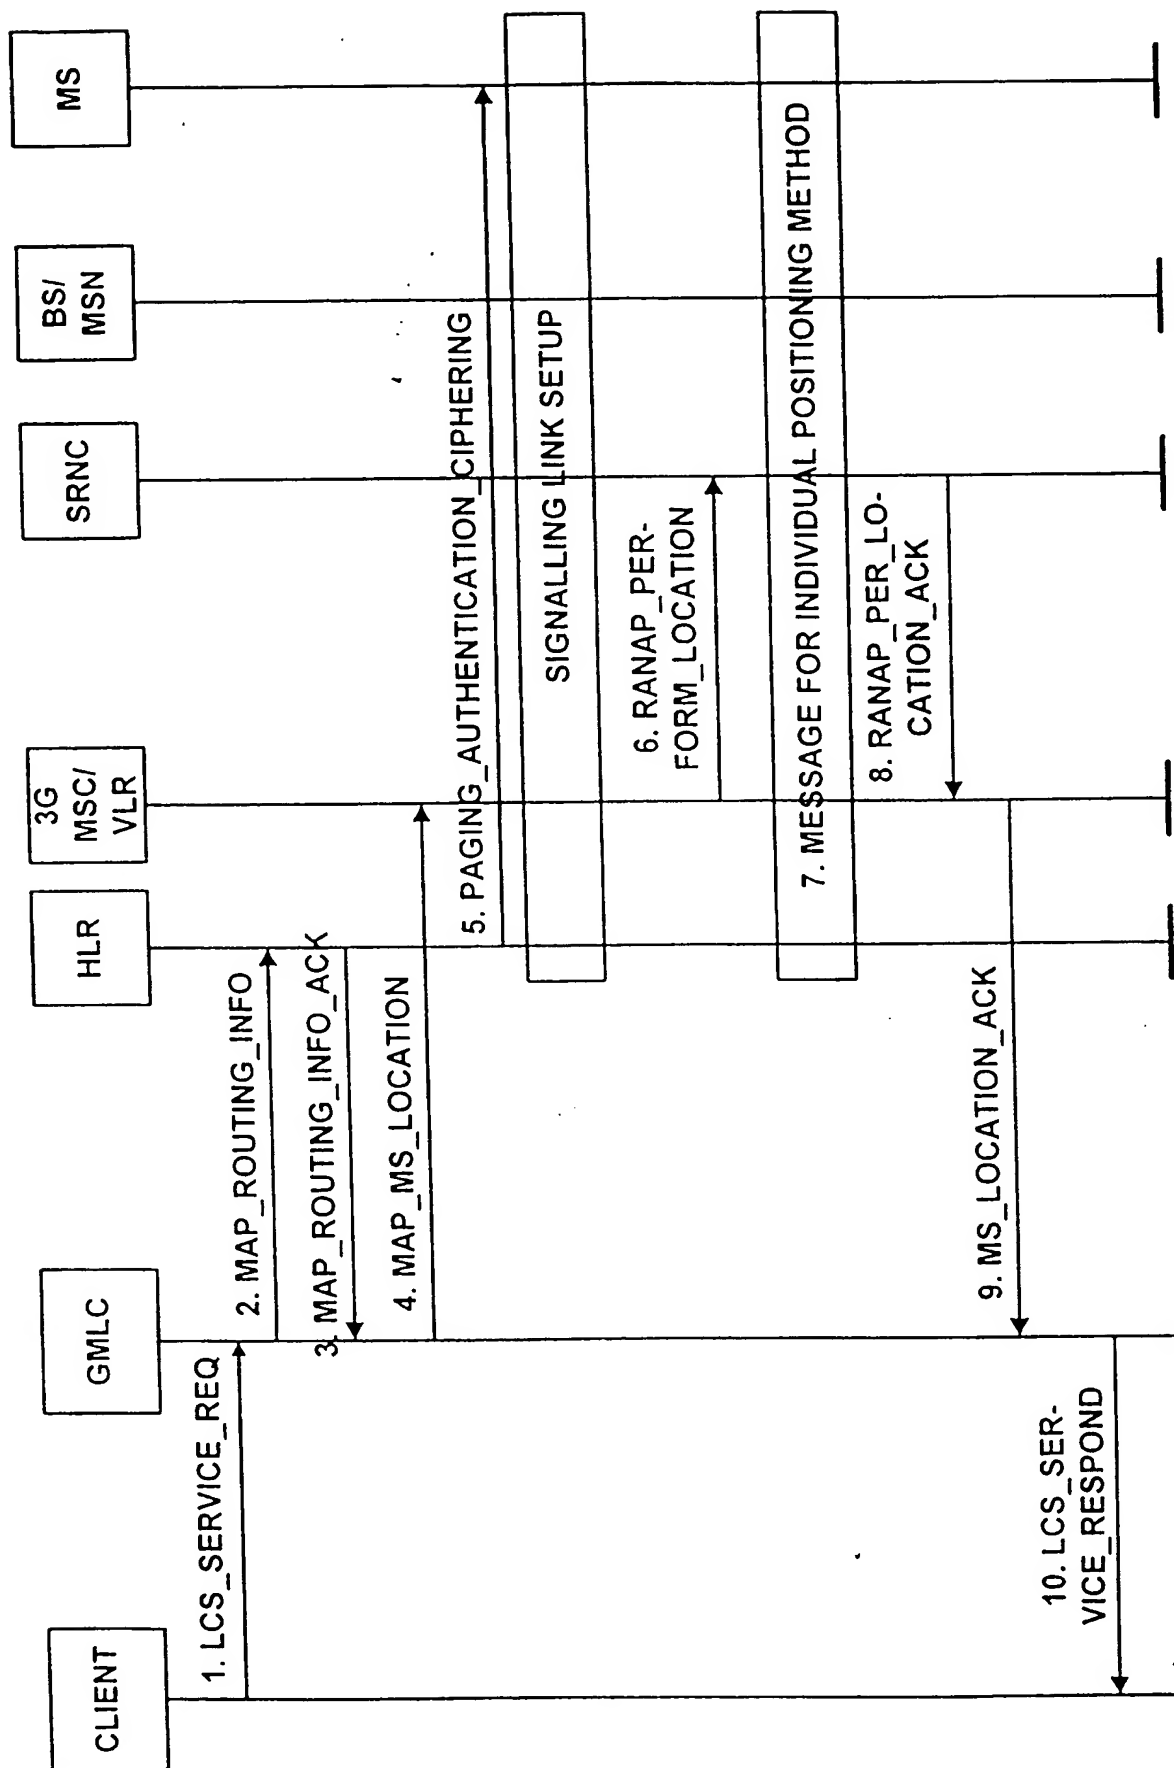 CLIENT
GMLC
HLR
3G
MSC/
VLR
SRNC
BS/
MSN
MS
1. LCS_SERVICE_REQ
2. MAP_ROUTING_INFO
3. MAP_ROUTING_INFO_ACK
4. MAP_MS_LOCATION
5. PAGING_AUTHENTICATION_CIPHERING
SIGNALLING LINK SETUP
6. RANAP_PER-
FORM_LOCATION
7. MESSAGE FOR INDIVIDUAL POSITIONING METHOD
8. RANAP_PER_LO-
CATION_ACK
9. MS_LOCATION_ACK
10. LCS_SER-
VICE_RESPOND